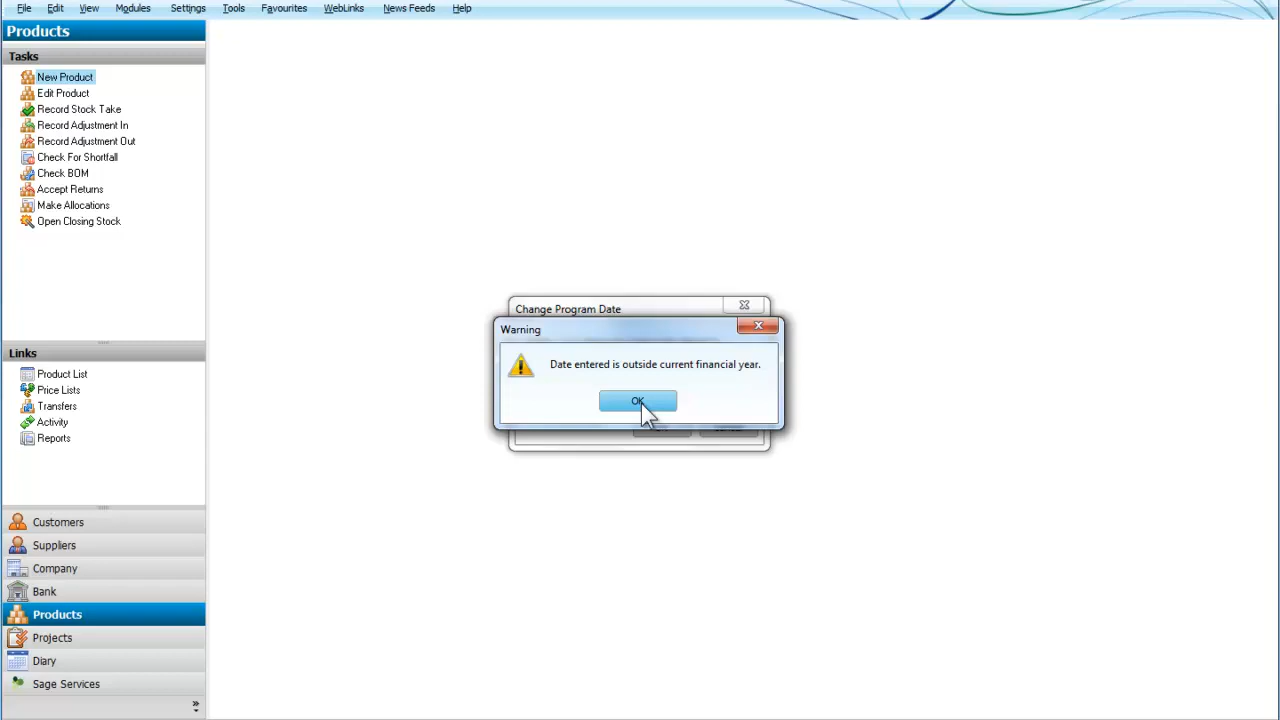 File Edit View Modules Settings Tools Favourites WebLinks News Feeds Help
Products
Tasks
New Product
Edit Product
Record Stock Take
Record Adjustment In
Record Adjustment Out
Check For Shortfall
Check BOM
Accept Returns
Make Allocations
Open Closing Stock
Links
Product List
Price Lists
Transfers
Activity
Reports
Customers
Suppliers
Company
Bank
Products
Projects
Diary
Sage Services
Change Program Date
Warning
Date entered is outside current financial year.
OK